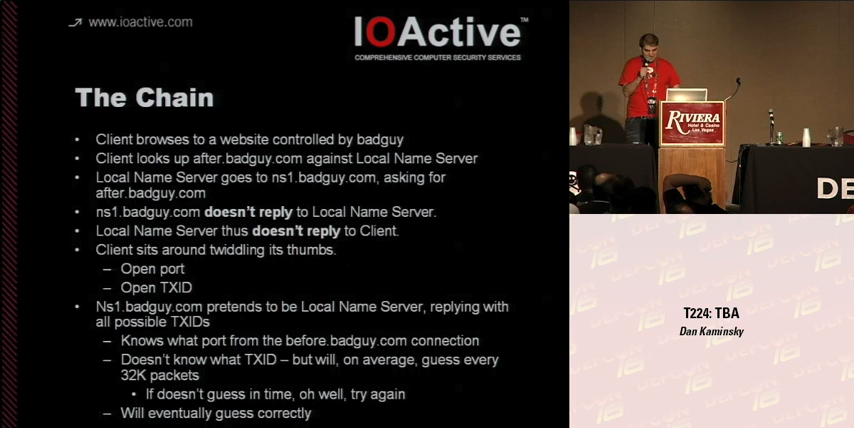 www.ioactive.com
IOActive™
COMPREHENSIVE COMPUTER SECURITY SERVICES
The Chain
• Client browses to a website controlled by badguy
• Client looks up after.badguy.com against Local Name Server
• Local Name Server goes to ns1.badguy.com, asking for
after.badguy.com
• ns1.badguy.com doesn't reply to Local Name Server.
• Local Name Server thus doesn't reply to Client.
• Client sits around twiddling its thumbs.
– Open port
– Open TXID
• Ns1.badguy.com pretends to be Local Name Server, replying with
all possible TXIDs
– Knows what port from the before.badguy.com connection
– Doesn't know what TXID – but will, on average, guess every
32K packets
• If doesn't guess in time, oh well, try again
– Will eventually guess correctly
RIVIERA
Hotel & Casino
Las Vegas
DE
T224: TBA
Dan Kaminsky